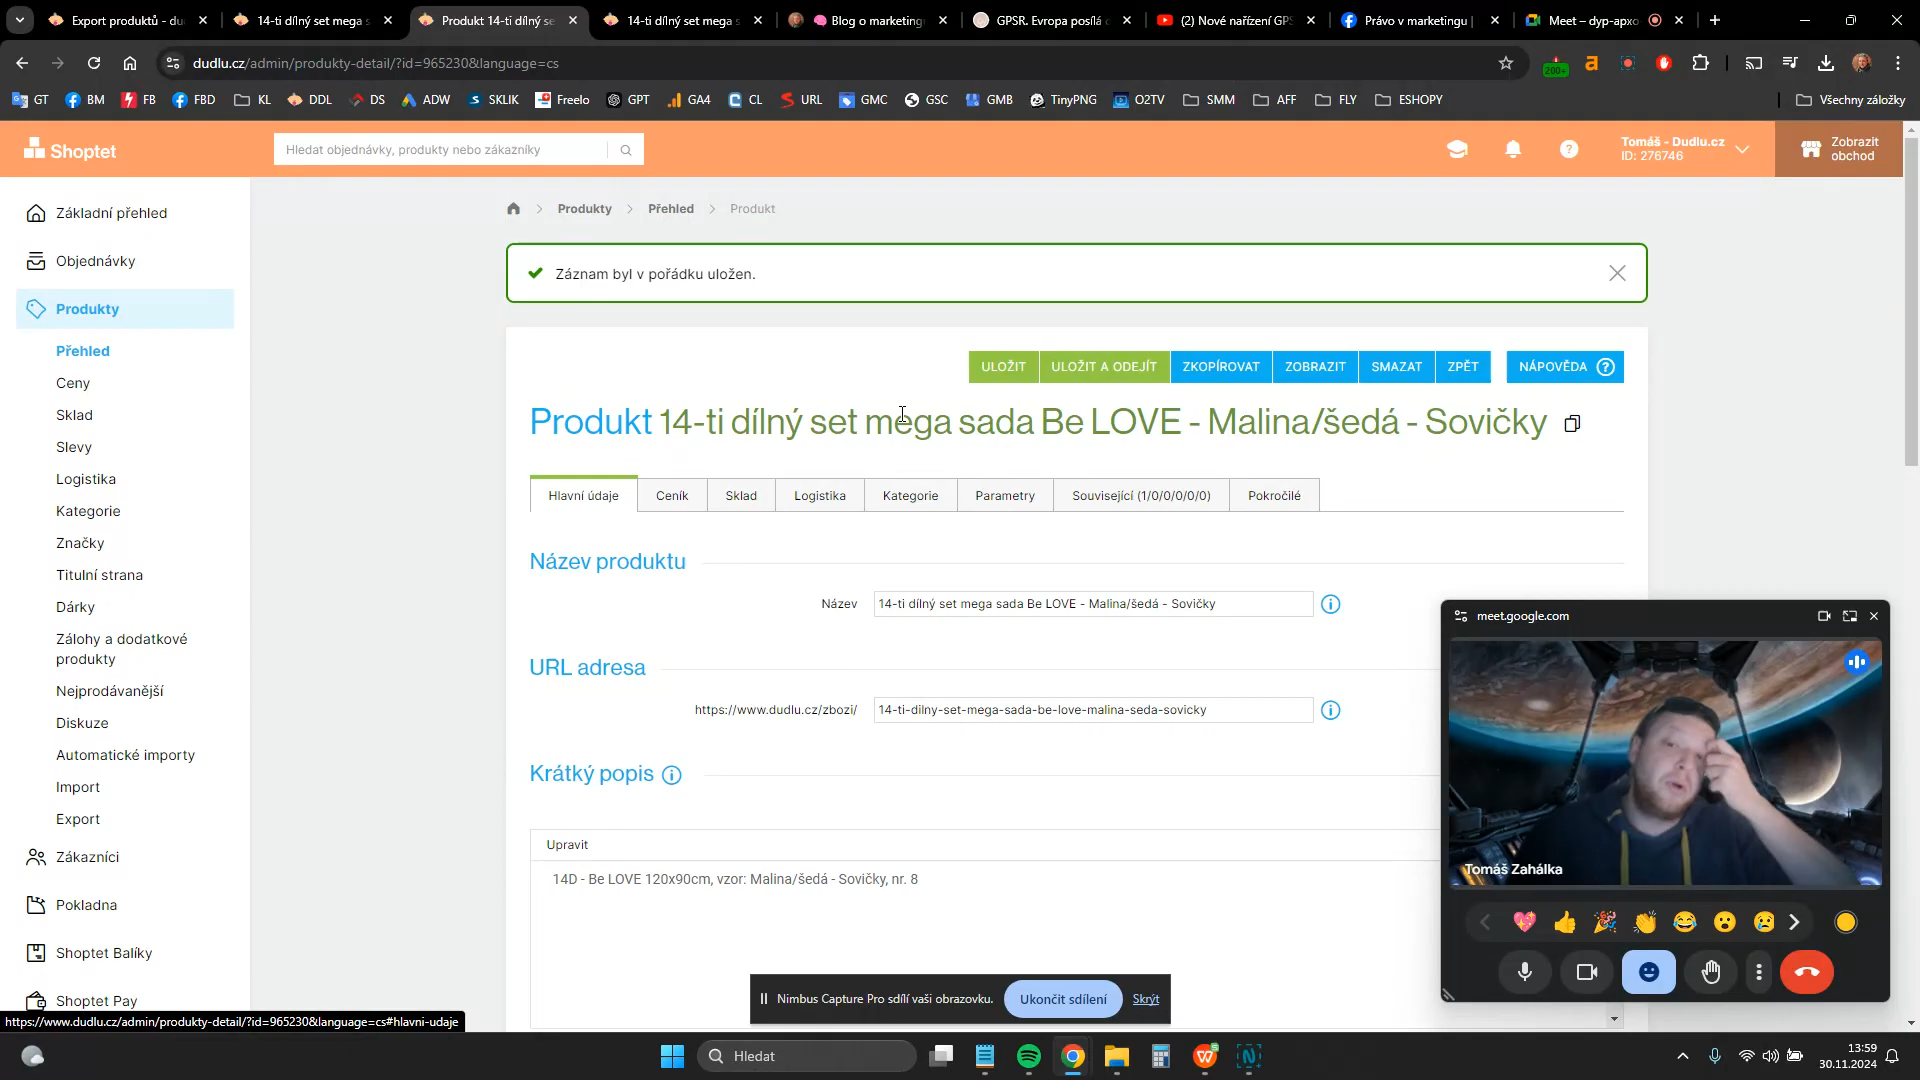 Export produktů - du
14-ti dílný set mega s
Produkt 14-ti dílný se
14-ti dílný set mega s
Blog o marketing
GPSR. Evropa posílá
(2) Nové nařízení GPS
Právo v marketingu |
Meet – dyp-apxo
dudlu.cz/admin/produkty-detail/?id=965230&language=cs
200+
GT
BM
FB
FBD
KL
DDL
DS
ADW
SKLIK
Freelo
GPT
GA4
CL
URL
GMC
GSC
GMB
TinyPNG
O2TV
SMM
AFF
FLY
ESHOPY
Všechny záložky
Shoptet
Hledat objednávky, produkty nebo zákazníky
Tomáš - Dudlu.cz
ID: 276746
Zobrazit
obchod
Základní přehled
Objednávky
Produkty
Přehled
Ceny
Sklad
Slevy
Logistika
Kategorie
Značky
Titulní strana
Dárky
Zálohy a dodatkové
produkty
Nejprodávanější
Diskuze
Automatické importy
Import
Export
Zákazníci
Pokladna
Shoptet Balíky
Shoptet Pay
Produkty
Přehled
Produkt
Záznam byl v pořádku uložen.
ULOŽIT
ULOŽIT A ODEJÍT
ZKOPÍROVAT
ZOBRAZIT
SMAZAT
ZPĚT
NÁPOVĚDA ?
Produkt 14-ti dílný set mega sada Be LOVE - Malina/šedá - Sovičky
Hlavní údaje
Ceník
Sklad
Logistika
Kategorie
Parametry
Související (1/0/0/0/0/0)
Pokročilé
Název produktu
Název
14-ti dílný set mega sada Be LOVE - Malina/šedá - Sovičky
URL adresa
https://www.dudlu.cz/zbozi/
14-ti-dilny-set-mega-sada-be-love-malina-seda-sovicky
Krátký popis
Upravit
14D - Be LOVE 120x90cm, vzor: Malina/šedá - Sovičky, nr. 8
meet.google.com
Tomáš Zahálka
Nimbus Capture Pro sdílí vaši obrazovku.
Ukončit sdílení
Skrýt
https://www.dudlu.cz/admin/produkty-detail/?id=965230&language=cs#hlavni-udaje
Hledat
13:59
30.11.2024